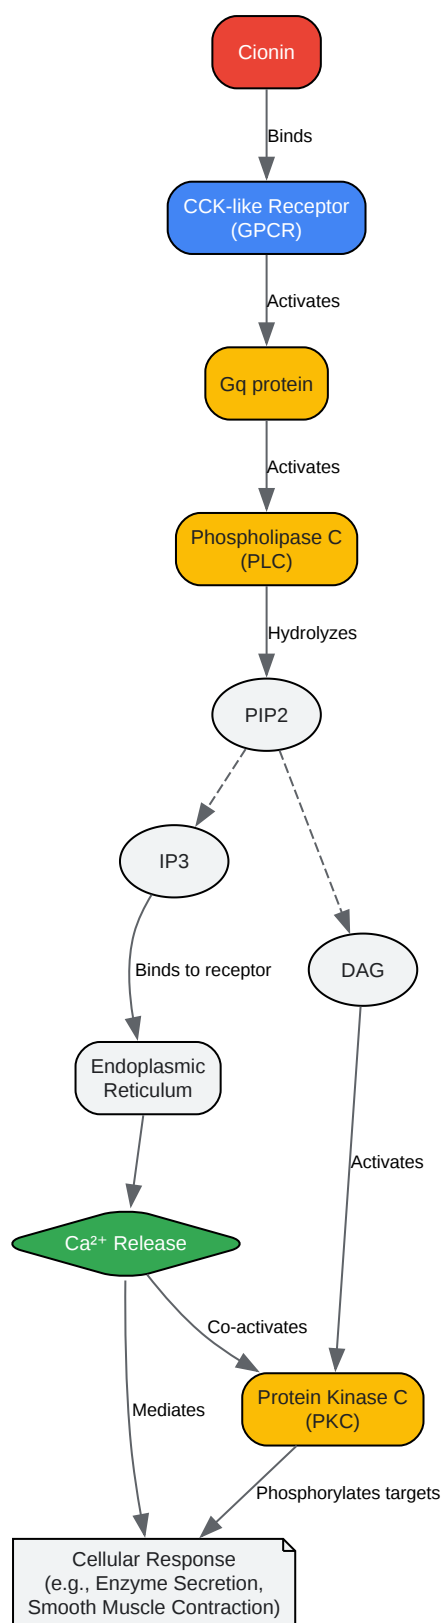 Cionin
Binds
CCK-like Receptor
(GPCR)
Activates
Gq protein
Activates
Phospholipase C
(PLC)
Hydrolyzes
PIP2
IP3
DAG
Binds to receptor
Endoplasmic
Reticulum
Activates
Ca²⁺ Release
Co-activates
Protein Kinase C
(PKC)
Mediates
Phosphorylates targets
Cellular Response
(e.g., Enzyme Secretion,
Smooth Muscle Contraction)